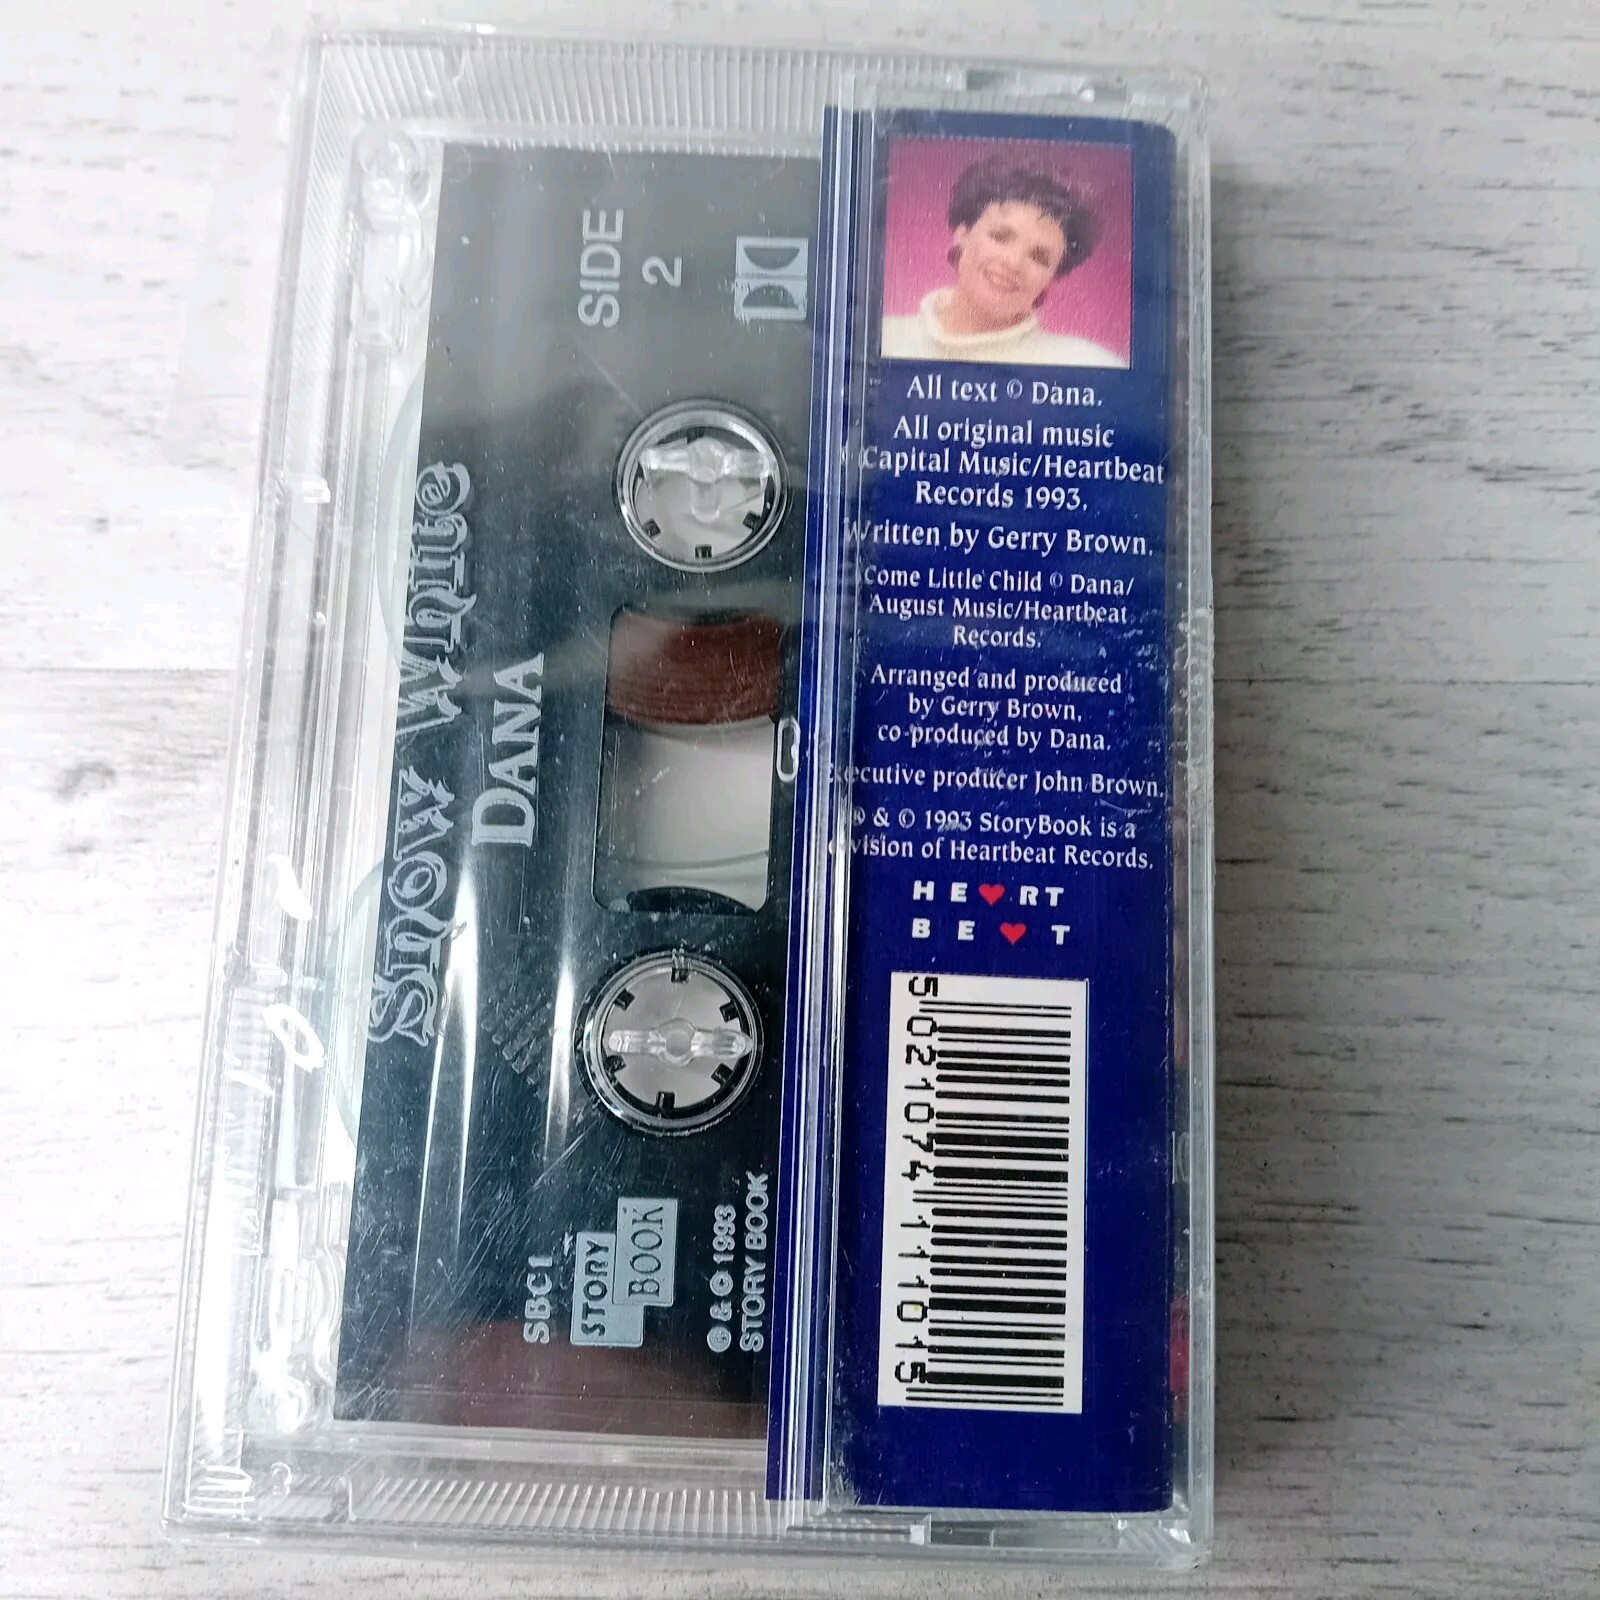 Snow White
DANA
SIDE
2
SBC1
STORY
BOOK
℗ & © 1993
STORY BOOK
All text © Dana.
All original music
© Capital Music/Heartbeat
Records 1993.
Written by Gerry Brown.
Come Little Child © Dana/
August Music/Heartbeat
Records.
Arranged and produced
by Gerry Brown,
co-produced by Dana.
Executive producer John Brown.
℗ & © 1993 StoryBook is a
division of Heartbeat Records.
HE♥RT
BE♥T
5021074111015